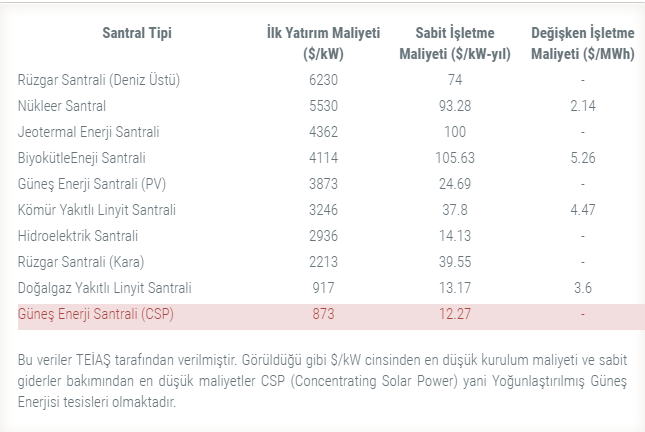 Santral Tipi İlk Yatırım Maliyeti ($/kW) Sabit İşletme Maliyeti ($/kW-yıl) Değişken İşletme Maliyeti ($/MWh)
Rüzgar Santrali (Deniz Üstü) 6230 74 -
Nükleer Santral 5530 93.28 2.14
Jeotermal Enerji Santrali 4362 100 -
BiyokütleEneji Santrali 4114 105.63 5.26
Güneş Enerji Santrali (PV) 3873 24.69 -
Kömür Yakıtlı Linyit Santrali 3246 37.8 4.47
Hidroelektrik Santrali 2936 14.13 -
Rüzgar Santrali (Kara) 2213 39.55 -
Doğalgaz Yakıtlı Linyit Santrali 917 13.17 3.6
Güneş Enerji Santrali (CSP) 873 12.27 -
Bu veriler TEİAŞ tarafından verilmiştir. Görüldüğü gibi $/kW cinsinden en düşük kurulum maliyeti ve sabit
giderler bakımından en düşük maliyetler CSP (Concentrating Solar Power) yani Yoğunlaştırılmış Güneş
Enerjisi tesisleri olmaktadır.